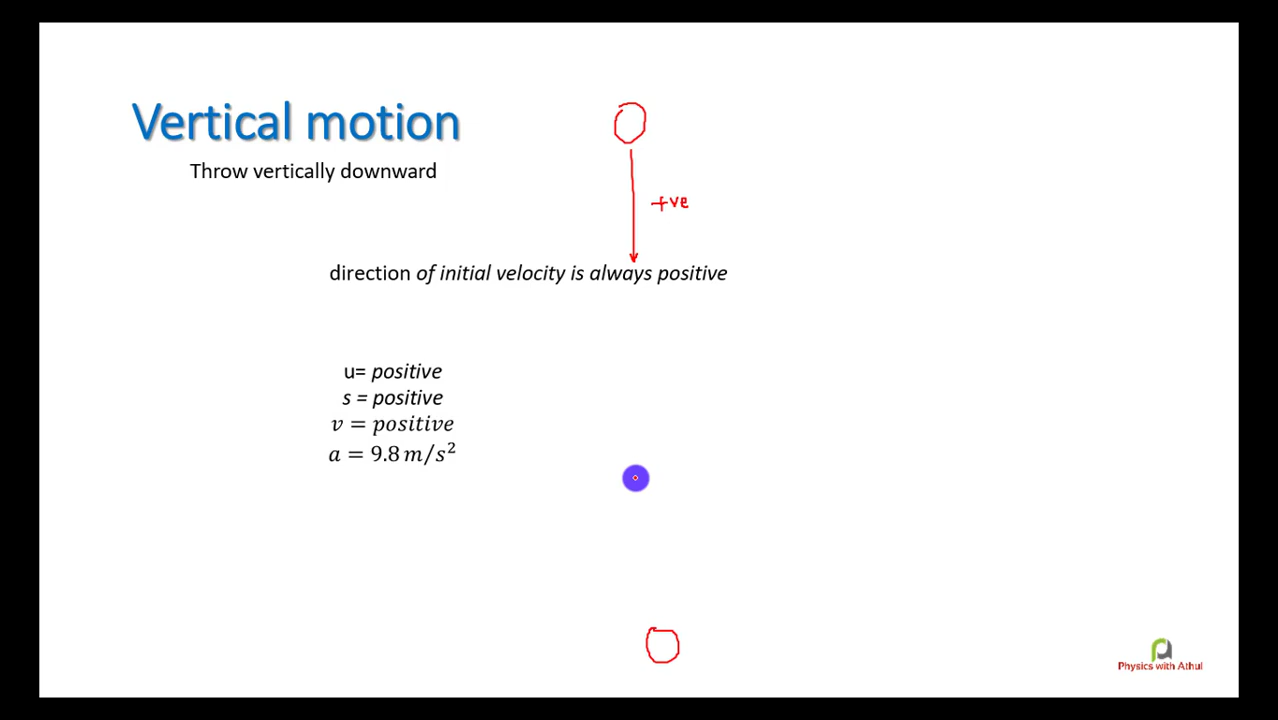 Vertical motion
Throw vertically downward
+ve
direction of initial velocity is always positive
u= positive
s = positive
v = positive
a = 9.8 m/s²
Physics with Athul